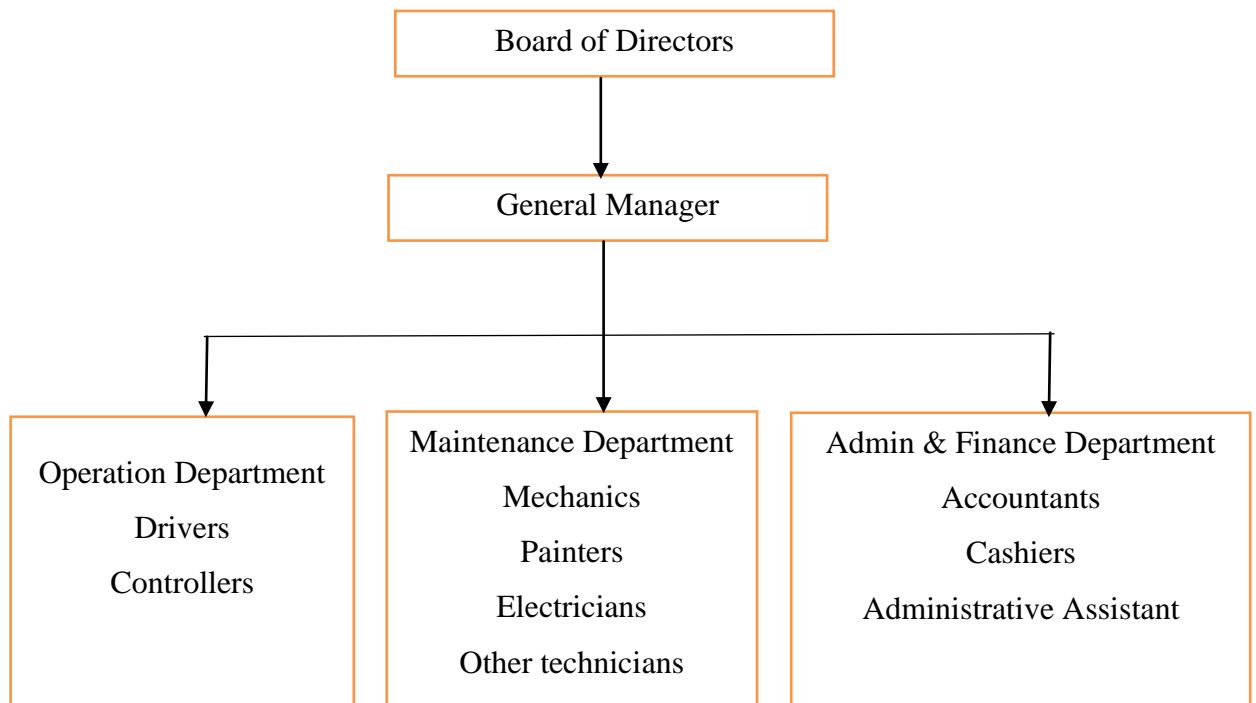 Board of Directors
General Manager
Operation Department
Drivers
Controllers
Maintenance Department
Mechanics
Painters
Electricians
Other technicians
Admin & Finance Department
Accountants
Cashiers
Administrative Assistant